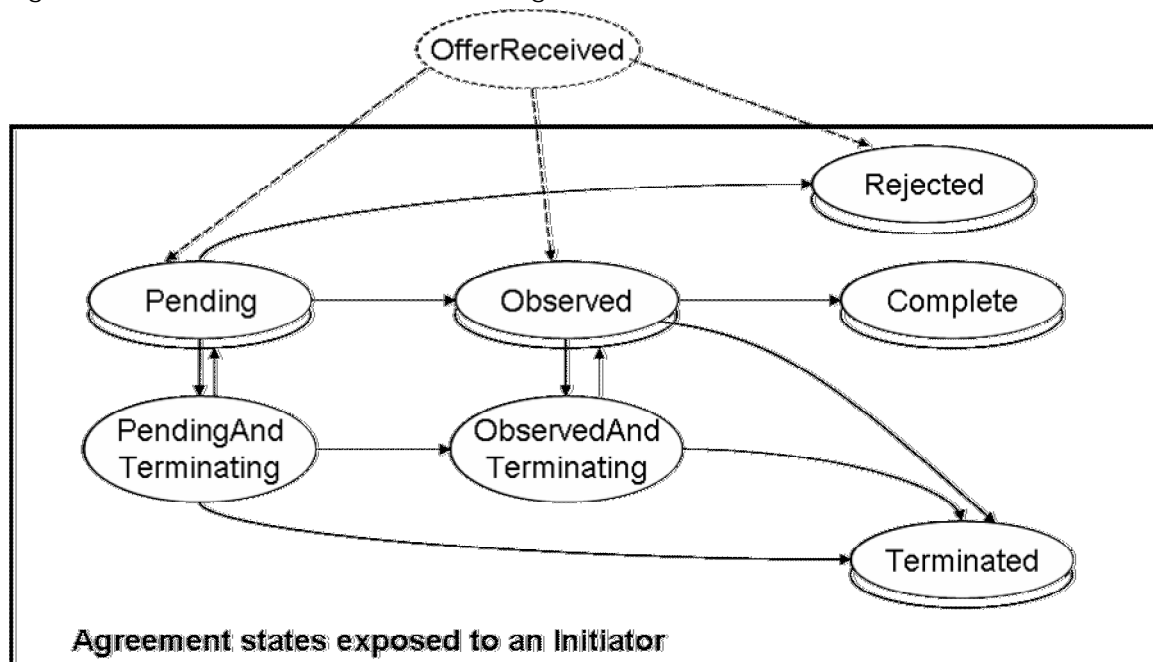 OfferReceived
Rejected
Pending
Observed
Complete
PendingAnd
Terminating
ObservedAnd
Terminating
Terminated
Agreement states exposed to an Initiator